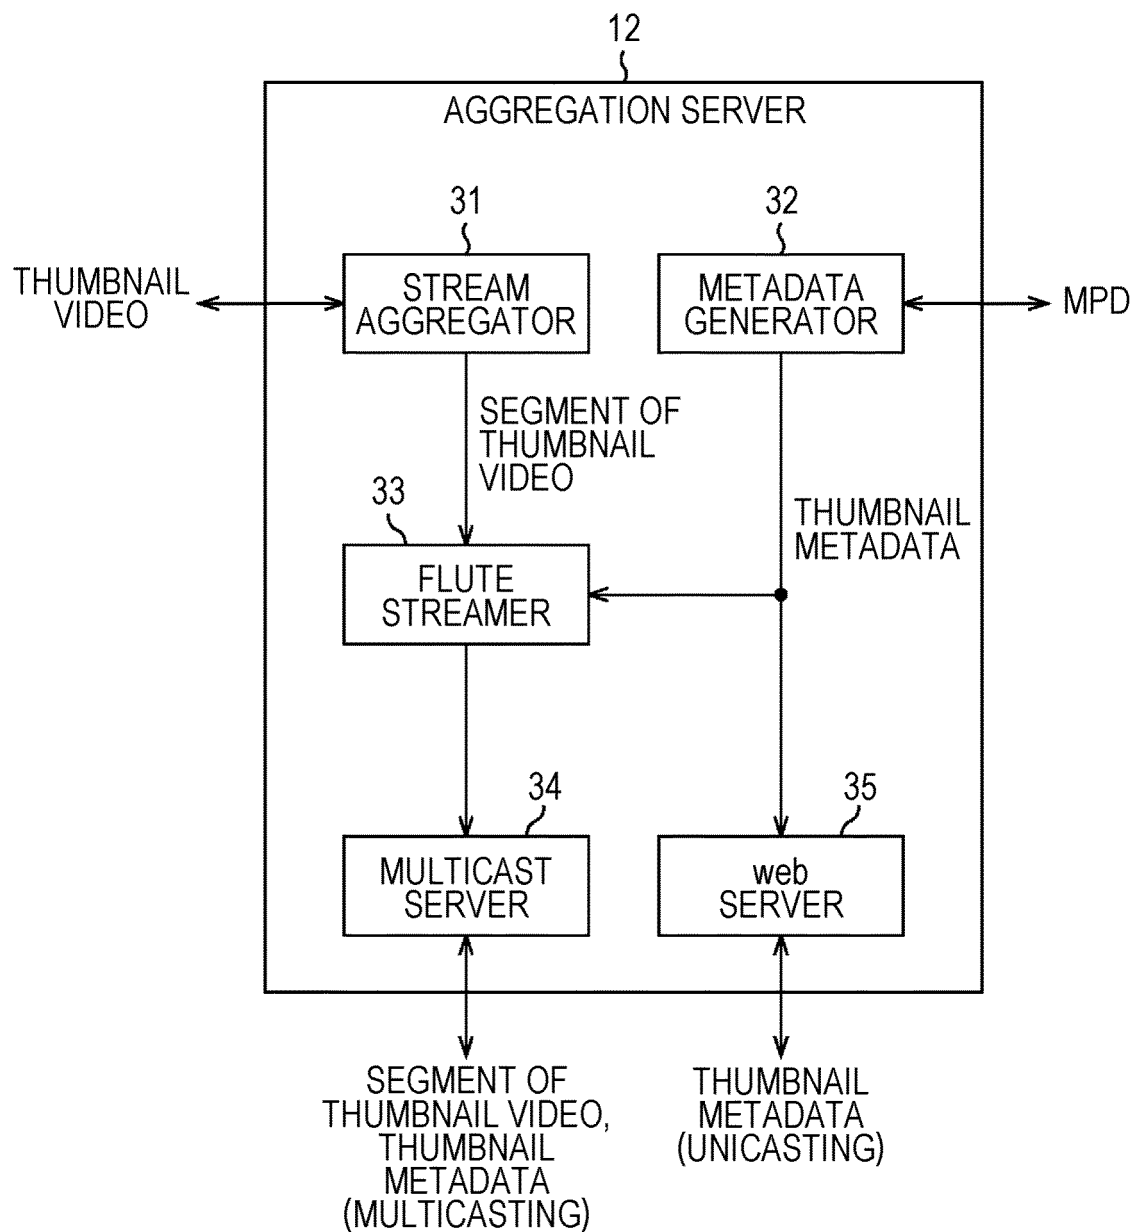 12
AGGREGATION SERVER
31
32
THUMBNAIL
VIDEO
STREAM
AGGREGATOR
METADATA
GENERATOR
MPD
SEGMENT OF
THUMBNAIL
VIDEO
33
THUMBNAIL
METADATA
FLUTE
STREAMER
34
35
MULTICAST
SERVER
web
SERVER
SEGMENT OF
THUMBNAIL VIDEO,
THUMBNAIL
METADATA
(MULTICASTING)
THUMBNAIL
METADATA
(UNICASTING)